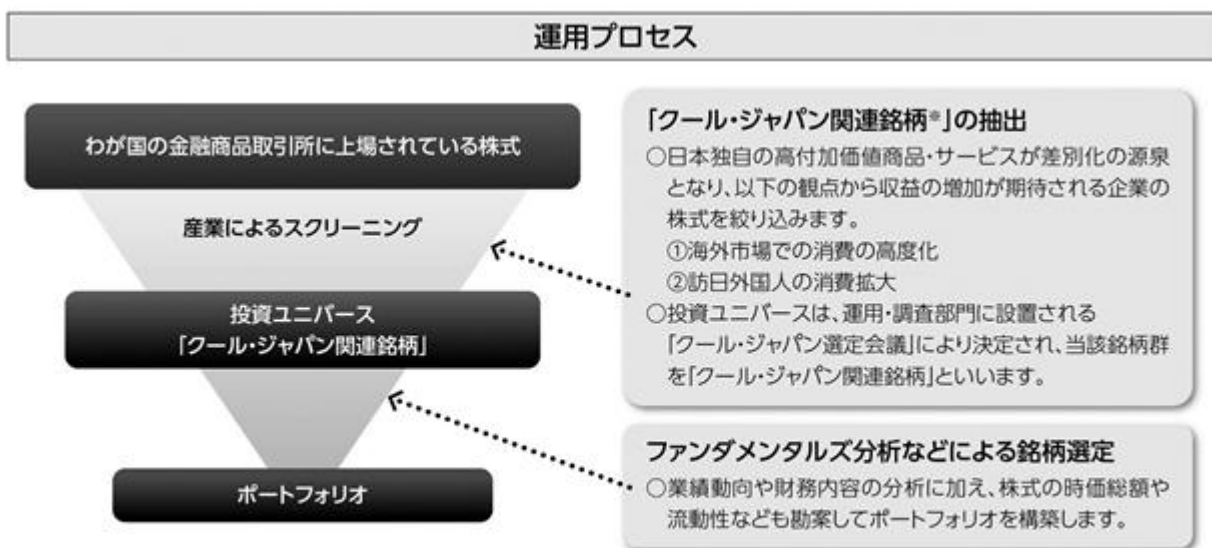 運用プロセス
わが国の金融商品取引所に上場されている株式
産業によるスクリーニング
投資ユニバース
「クール・ジャパン関連銘柄」
ポートフォリオ
「クール・ジャパン関連銘柄※」の抽出
○日本独自の高付加価値商品・サービスが差別化の源泉
となり、以下の観点から収益の増加が期待される企業の
株式を絞り込みます。
①海外市場での消費の高度化
②訪日外国人の消費拡大
○投資ユニバースは、運用・調査部門に設置される
「クール・ジャパン選定会議」により決定され、当該銘柄群
を「クール・ジャパン関連銘柄」といいます。
ファンダメンタルズ分析などによる銘柄選定
○業績動向や財務内容の分析に加え、株式の時価総額や
流動性なども勘案してポートフォリオを構築します。